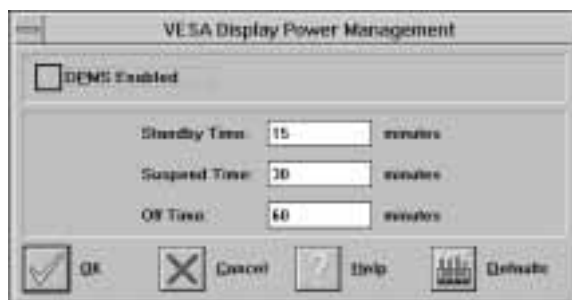 VESA Display Power Management
DPMS Enabled
Standby Time: 15 minutes
Suspend Time: 30 minutes
Off Time: 60 minutes
OK Cancel Help Defaults